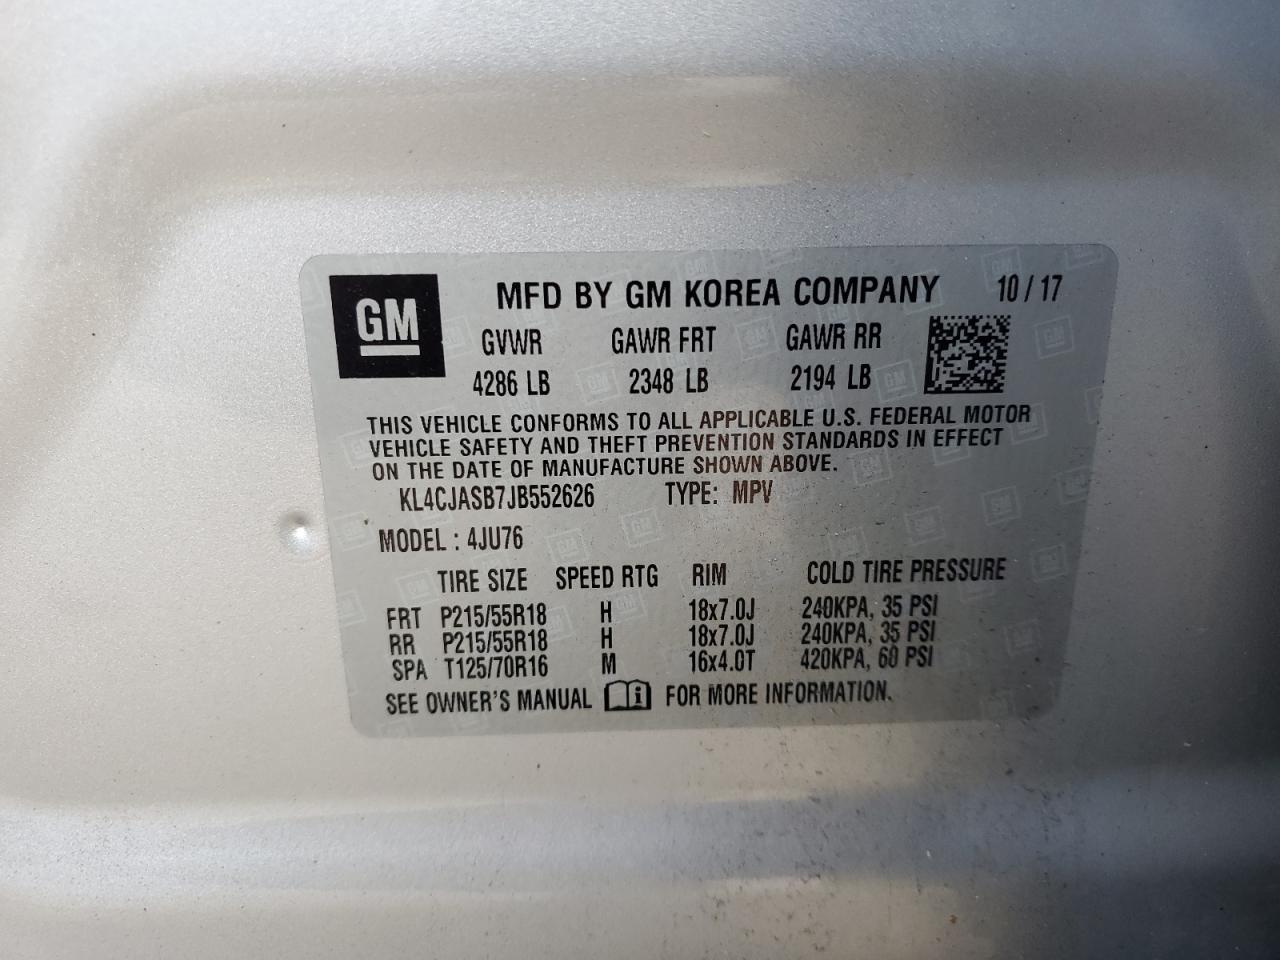 GM
MFD BY GM KOREA COMPANY 10 / 17
GVWR GAWR FRT GAWR RR
4286 LB 2348 LB 2194 LB
THIS VEHICLE CONFORMS TO ALL APPLICABLE U.S. FEDERAL MOTOR
VEHICLE SAFETY AND THEFT PREVENTION STANDARDS IN EFFECT
ON THE DATE OF MANUFACTURE SHOWN ABOVE.
KL4CJASB7JB552626 TYPE: MPV
MODEL : 4JU76
TIRE SIZE SPEED RTG RIM COLD TIRE PRESSURE
FRT P215/55R18 H 18x7.0J 240KPA, 35 PSI
RR P215/55R18 H 18x7.0J 240KPA, 35 PSI
SPA T125/70R16 M 16x4.0T 420KPA, 60 PSI
SEE OWNER'S MANUAL i FOR MORE INFORMATION.